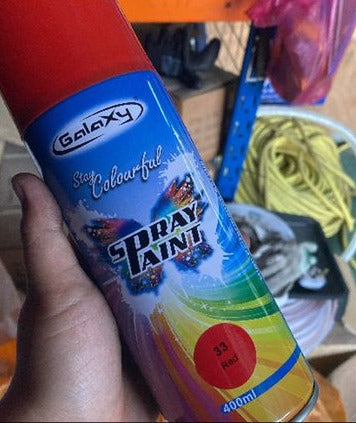 GalaXy
Stay
Colourful
SPRAY
PAINT
33
Red
400ml